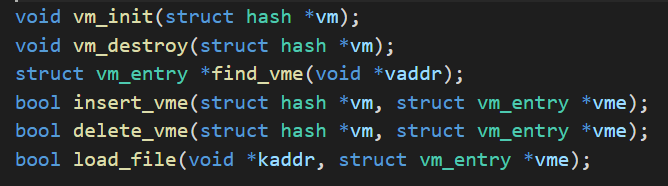 void vm_init(struct hash *vm);
void vm_destroy(struct hash *vm);
struct vm_entry *find_vme(void *vaddr);
bool insert_vme(struct hash *vm, struct vm_entry *vme);
bool delete_vme(struct hash *vm, struct vm_entry *vme);
bool load_file(void *kaddr, struct vm_entry *vme);